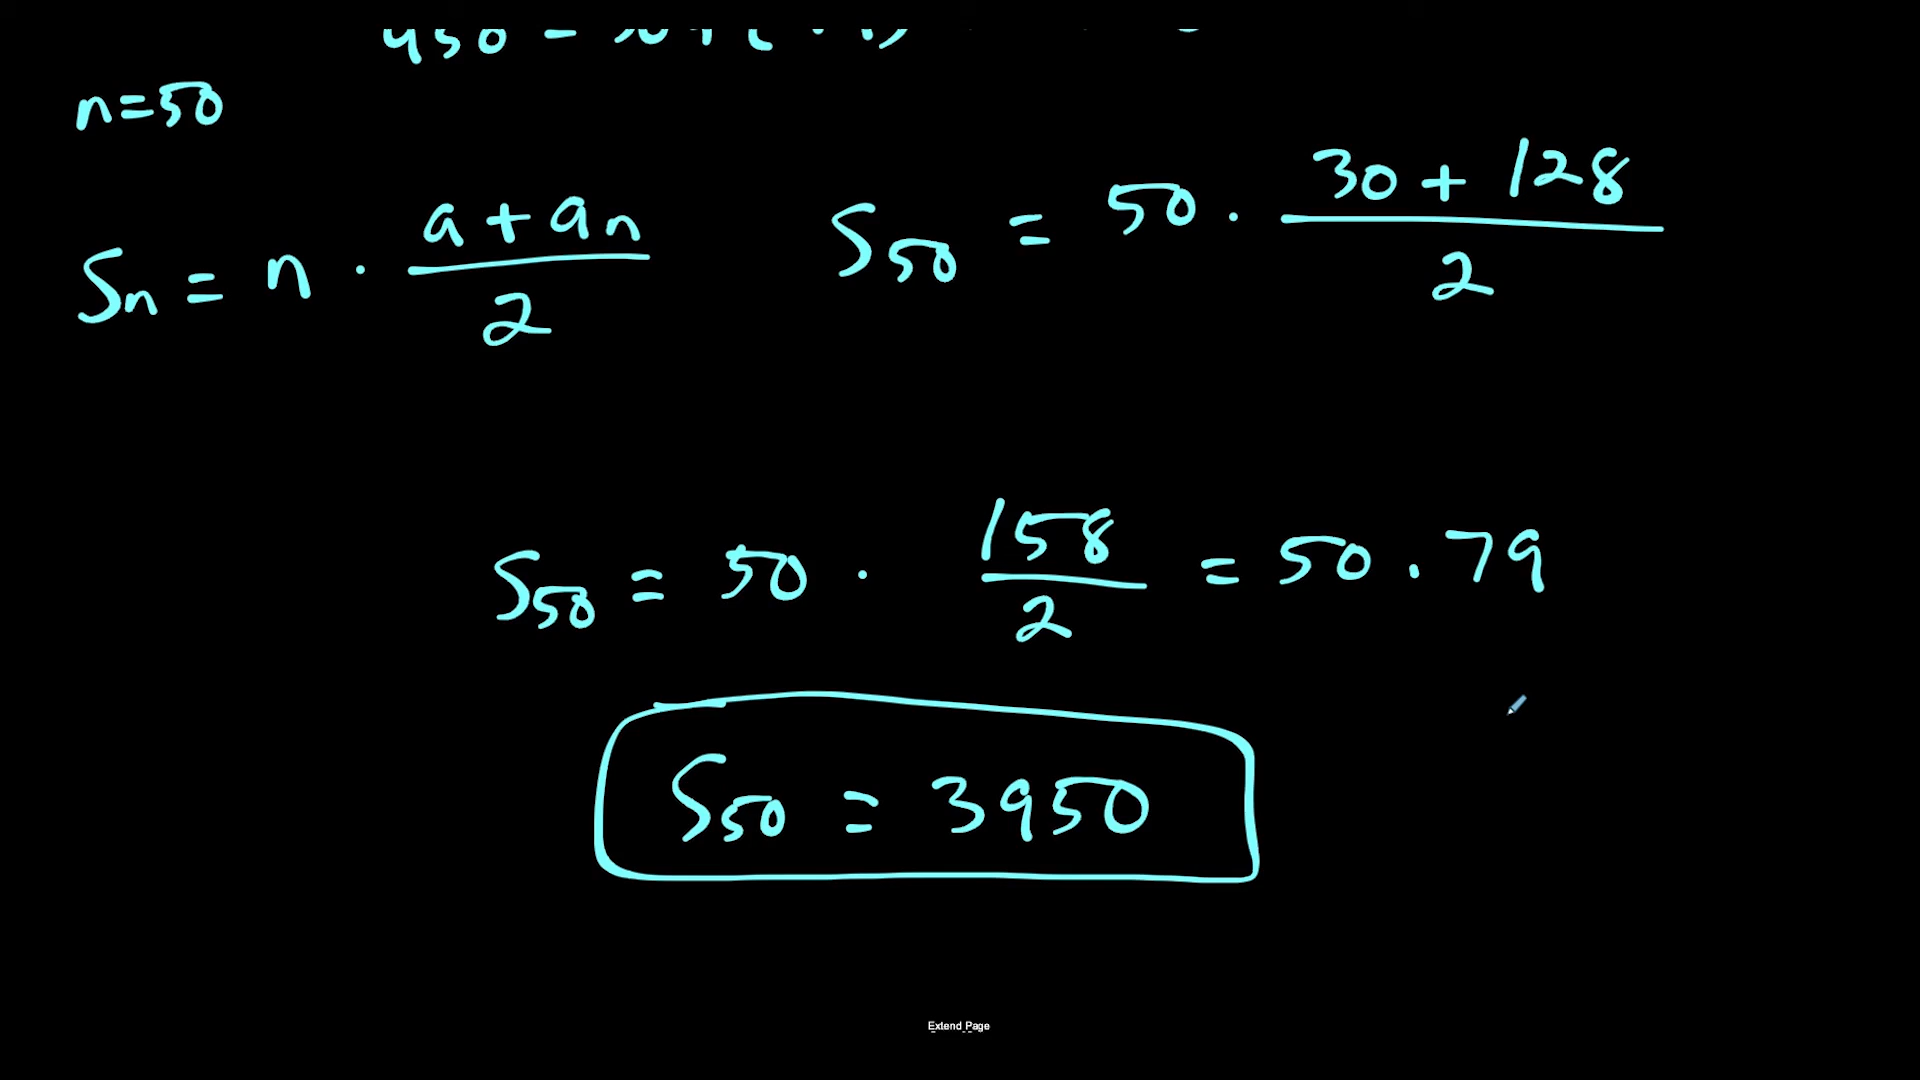 n=50
Sn = n · a + an / 2
S50 = 50 · 30 + 128 / 2
S50 = 50 · 158 / 2 = 50 . 79
S50 = 3950
Extend Page